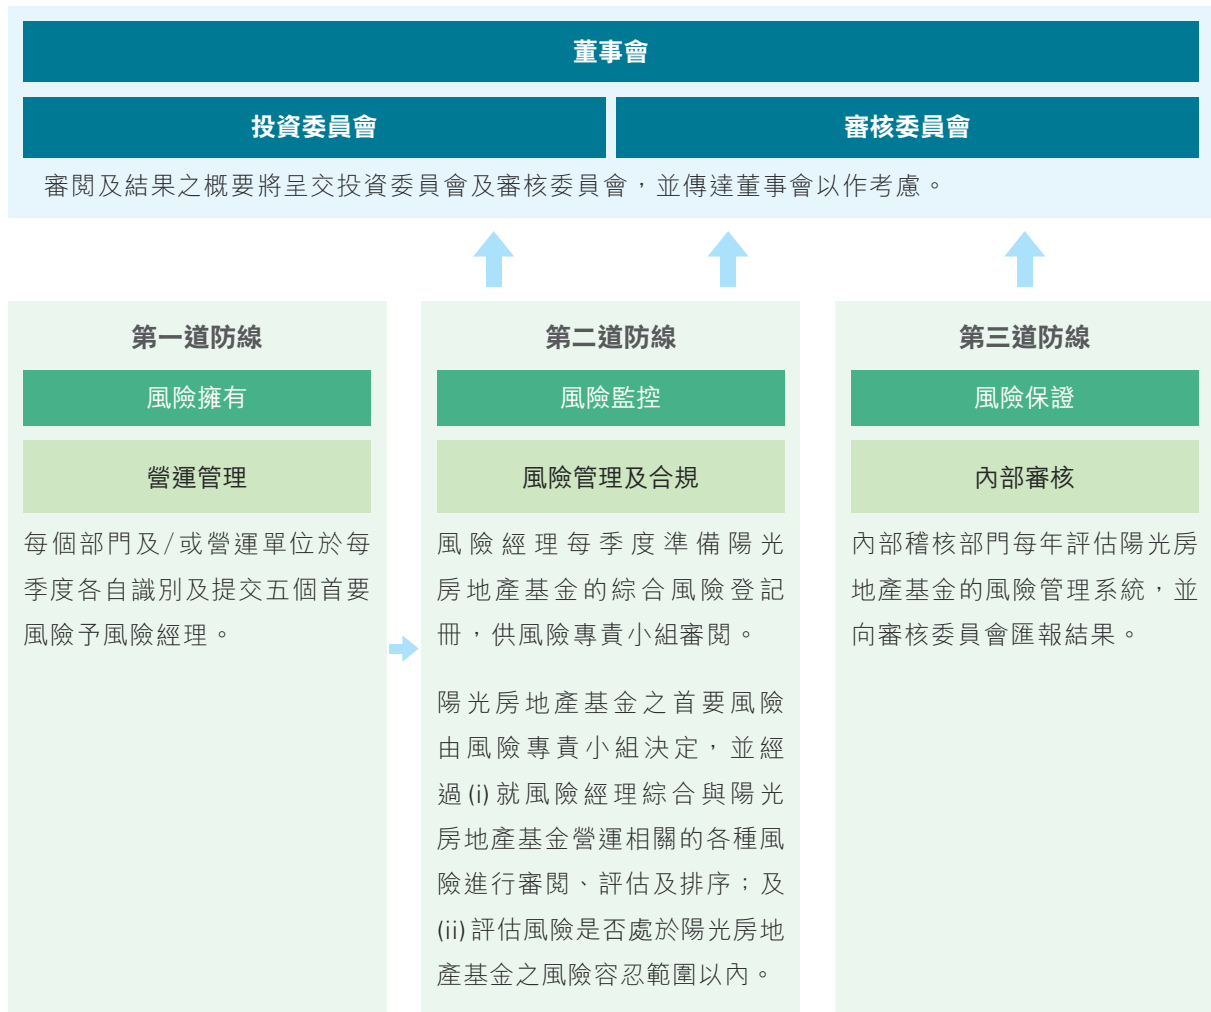 董事會
投資委員會
審核委員會
審閱及結果之概要將呈交投資委員會及審核委員會，並傳達董事會以作考慮。
第一道防線
風險擁有
營運管理
每個部門及/或營運單位於每
季度各自識別及提交五個首要
風險予風險經理。
第二道防線
風險監控
風險管理及合規
風險經理每季度準備陽光
房地產基金的綜合風險登記
冊，供風險專責小組審閱。
陽光房地產基金之首要風險
由風險專責小組決定，並經
過(i)就風險經理綜合與陽光
房地產基金營運相關的各種風
險進行審閱、評估及排序；及
(ii)評估風險是否處於陽光房地
產基金之風險容忍範圍以內。
第三道防線
風險保證
內部審核
內部稽核部門每年評估陽光房
地產基金的風險管理系統，並
向審核委員會匯報結果。